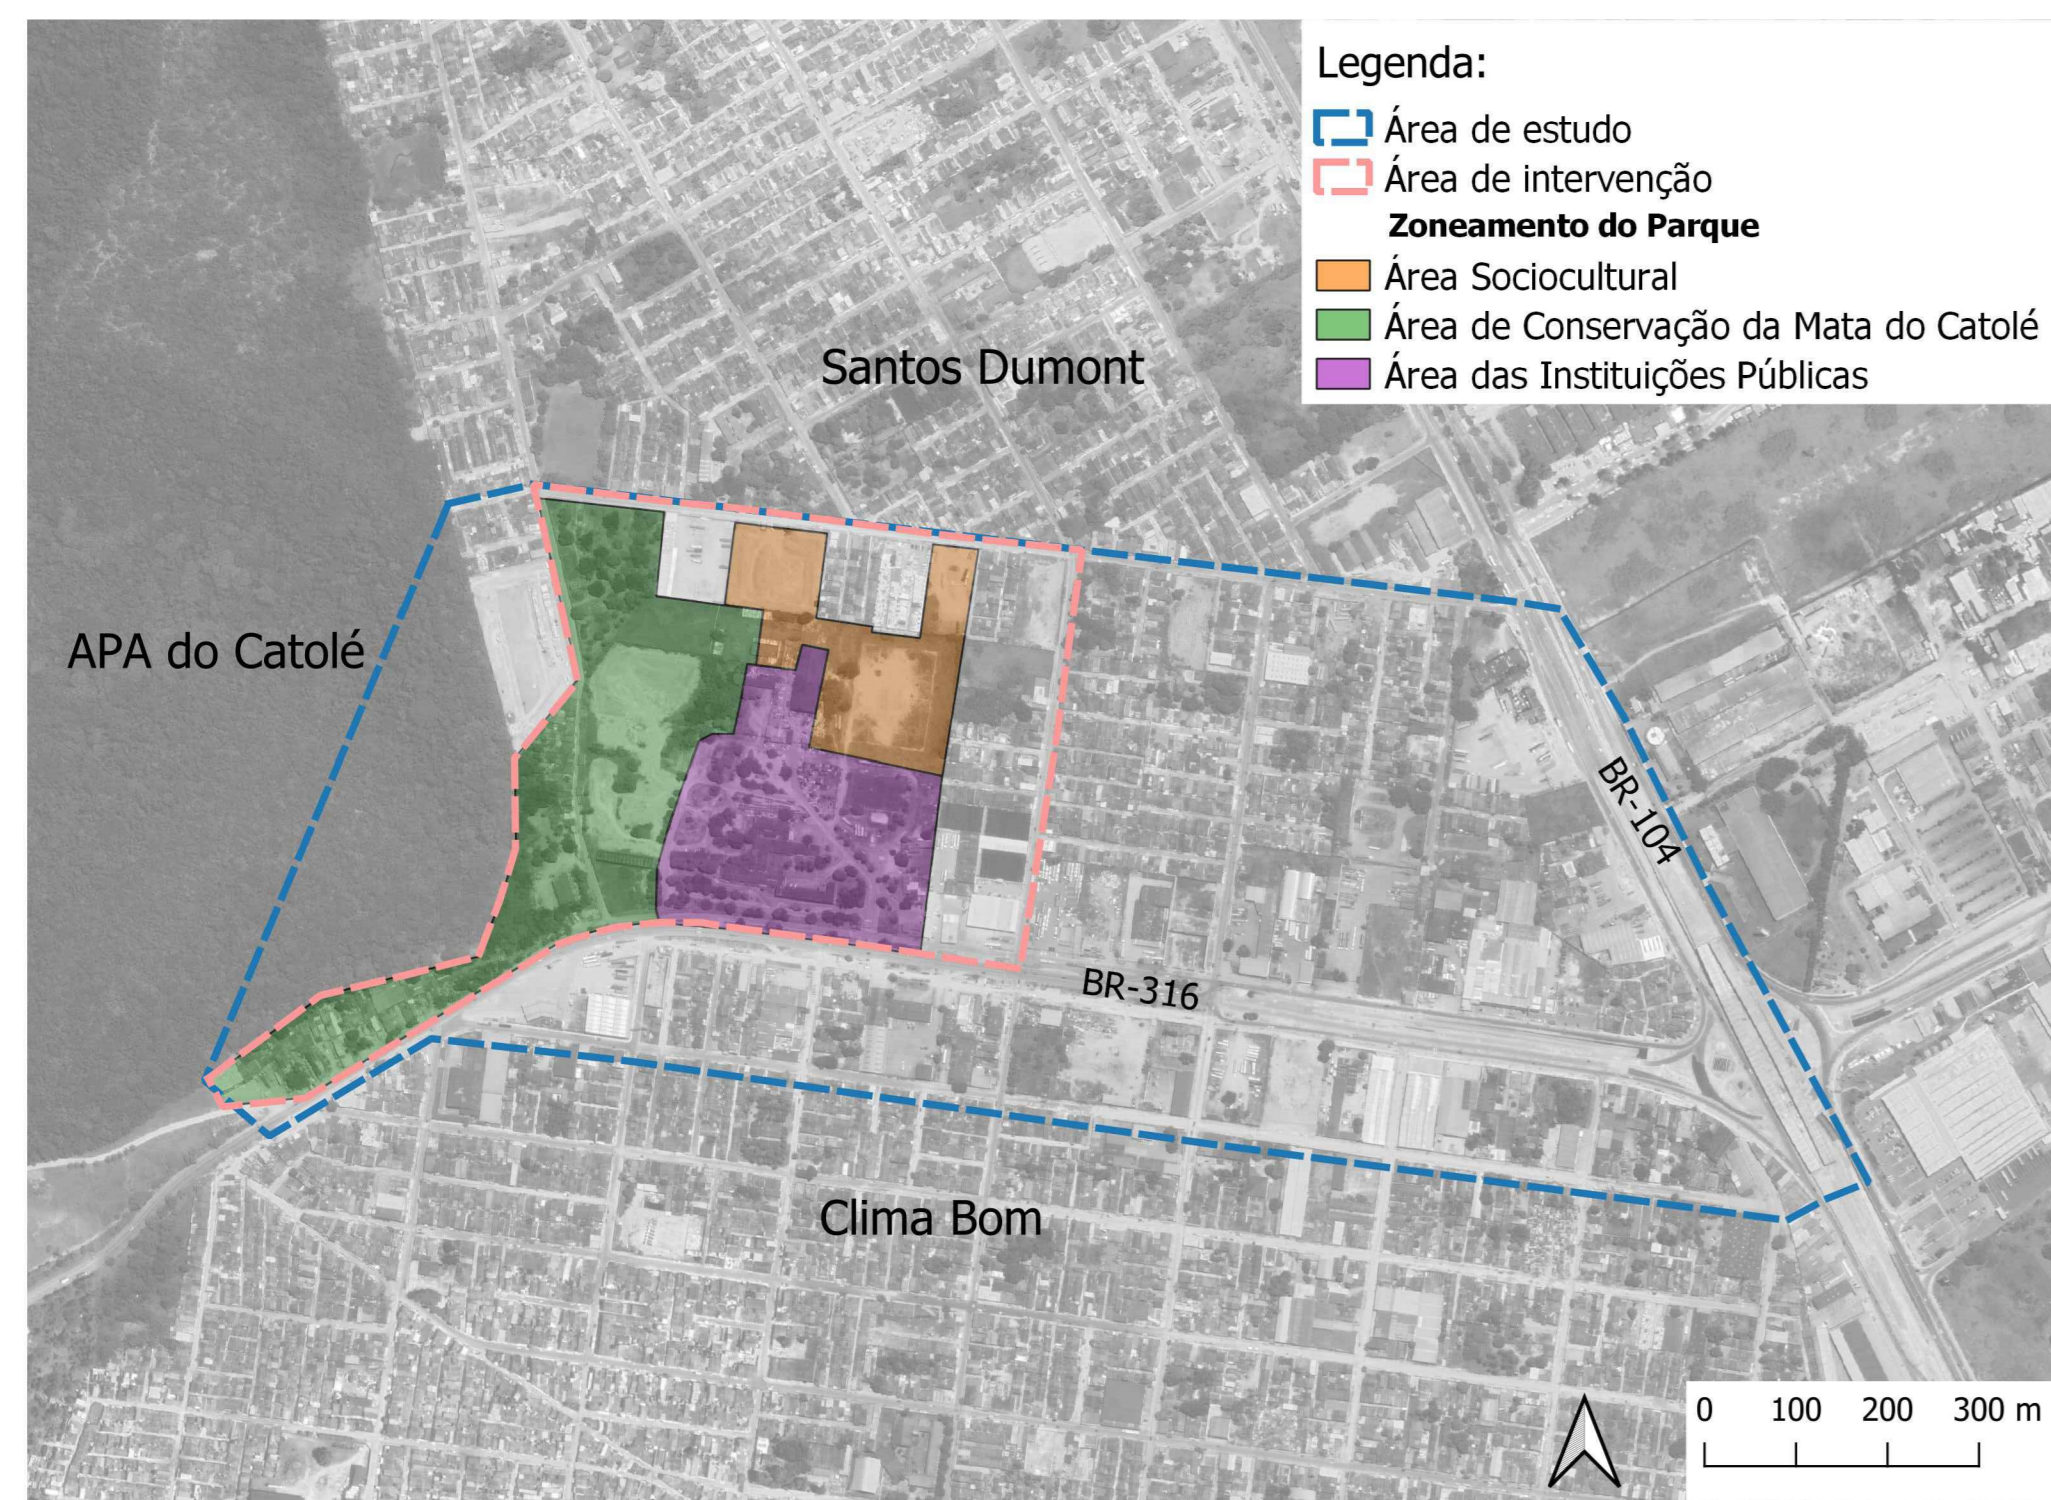 Legenda:
Área de estudo
Área de intervenção
Zoneamento do Parque
Área Sociocultural
Área de Conservação da Mata do Catolé
Área das Instituições Públicas
Santos Dumont
APA do Catolé
BR-104
BR-316
Clima Bom
0 100 200 300 m